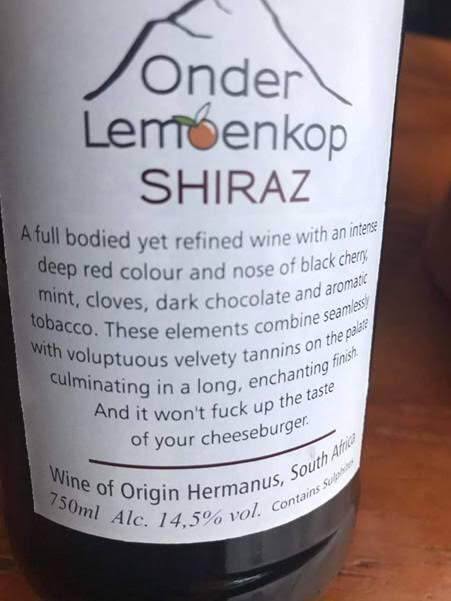 Onder
Lemoenkop
SHIRAZ
A full bodied yet refined wine with an intense
deep red colour and nose of black cherry,
mint, cloves, dark chocolate and aromatic
tobacco. These elements combine seamlessly
with voluptuous velvety tannins on the palate
culminating in a long, enchanting finish.
And it won't fuck up the taste
of your cheeseburger.
Wine of Origin Hermanus, South Africa
750ml Alc. 14,5% vol. Contains Sulphites